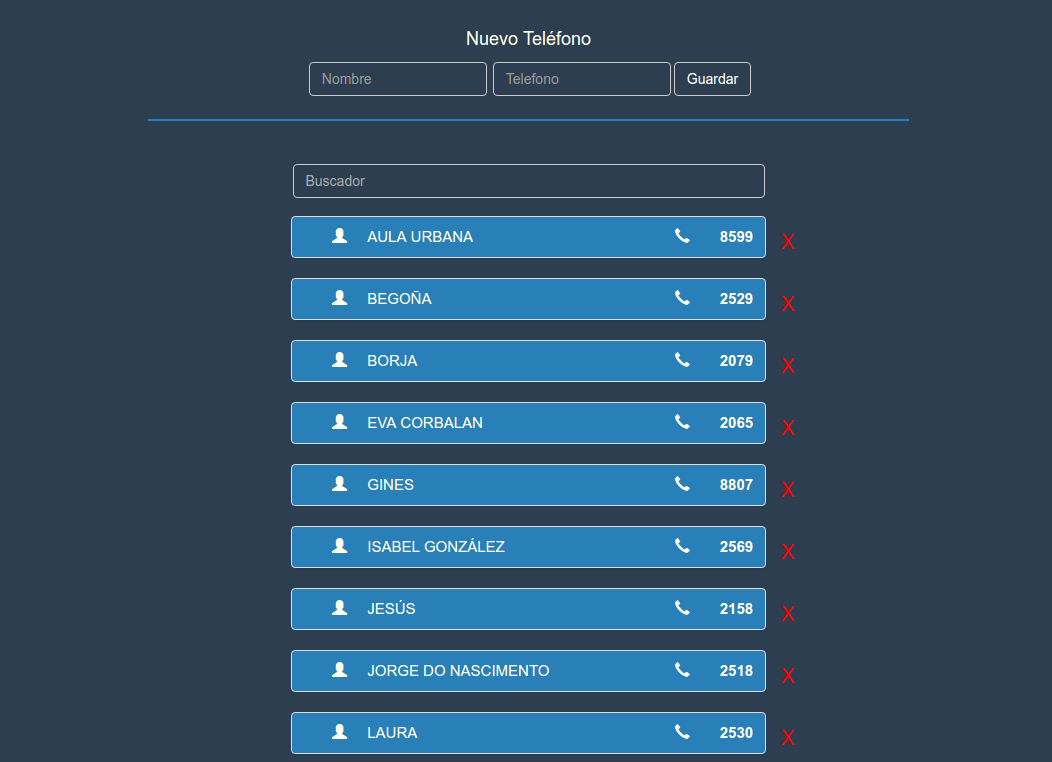 Nuevo Teléfono
Nombre Telefono Guardar
Buscador
AULA URBANA 8599 X
BEGOÑA 2529 X
BORJA 2079 X
EVA CORBALAN 2065 X
GINES 8807 X
ISABEL GONZÁLEZ 2569 X
JESÚS 2158 X
JORGE DO NASCIMENTO 2518 X
LAURA 2530 X